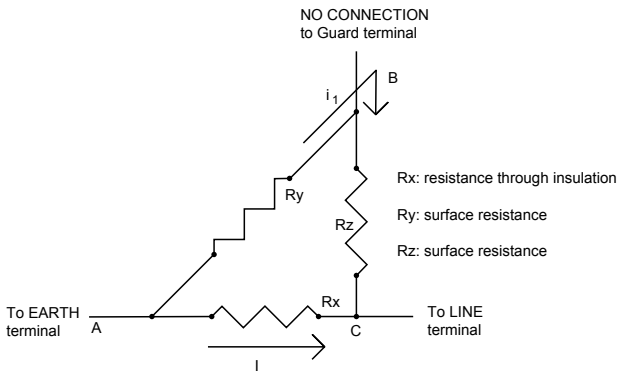 NO CONNECTION
to Guard terminal
B
i1
Ry
Rx: resistance through insulation
Rz
Ry: surface resistance
Rz: surface resistance
To EARTH
terminal
A
Rx
C
To LINE
terminal
I